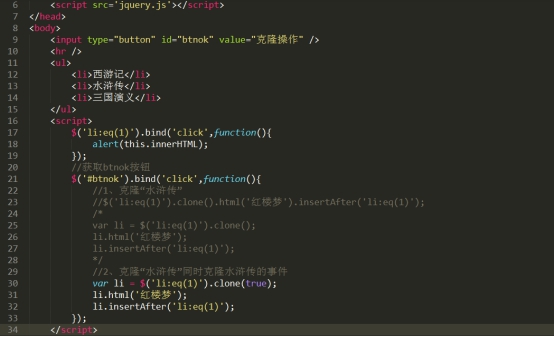 6 <script src='jquery.js'></script>
7 </head>
8 <body>
9 <input type="button" id="btnok" value="克隆操作" />
10 <hr />
11 <ul>
12 <li>西游记</li>
13 <li>水浒传</li>
14 <li>三国演义</li>
15 </ul>
16 <script>
17 $('li:eq(1)').bind('click',function(){
18 alert(this.innerHTML);
19 });
20 //获取btnok按钮
21 $('#btnok').bind('click',function(){
22 //1、克隆“水浒传”
23 //$('li:eq(1)').clone().html('红楼梦').insertAfter('li:eq(1)');
24 /*
25 var li = $('li:eq(1)').clone();
26 li.html('红楼梦');
27 li.insertAfter('li:eq(1)');
28 */
29 //2、克隆“水浒传”同时克隆水浒传的事件
30 var li = $('li:eq(1)').clone(true);
31 li.html('红楼梦');
32 li.insertAfter('li:eq(1)');
33 });
34 </script>